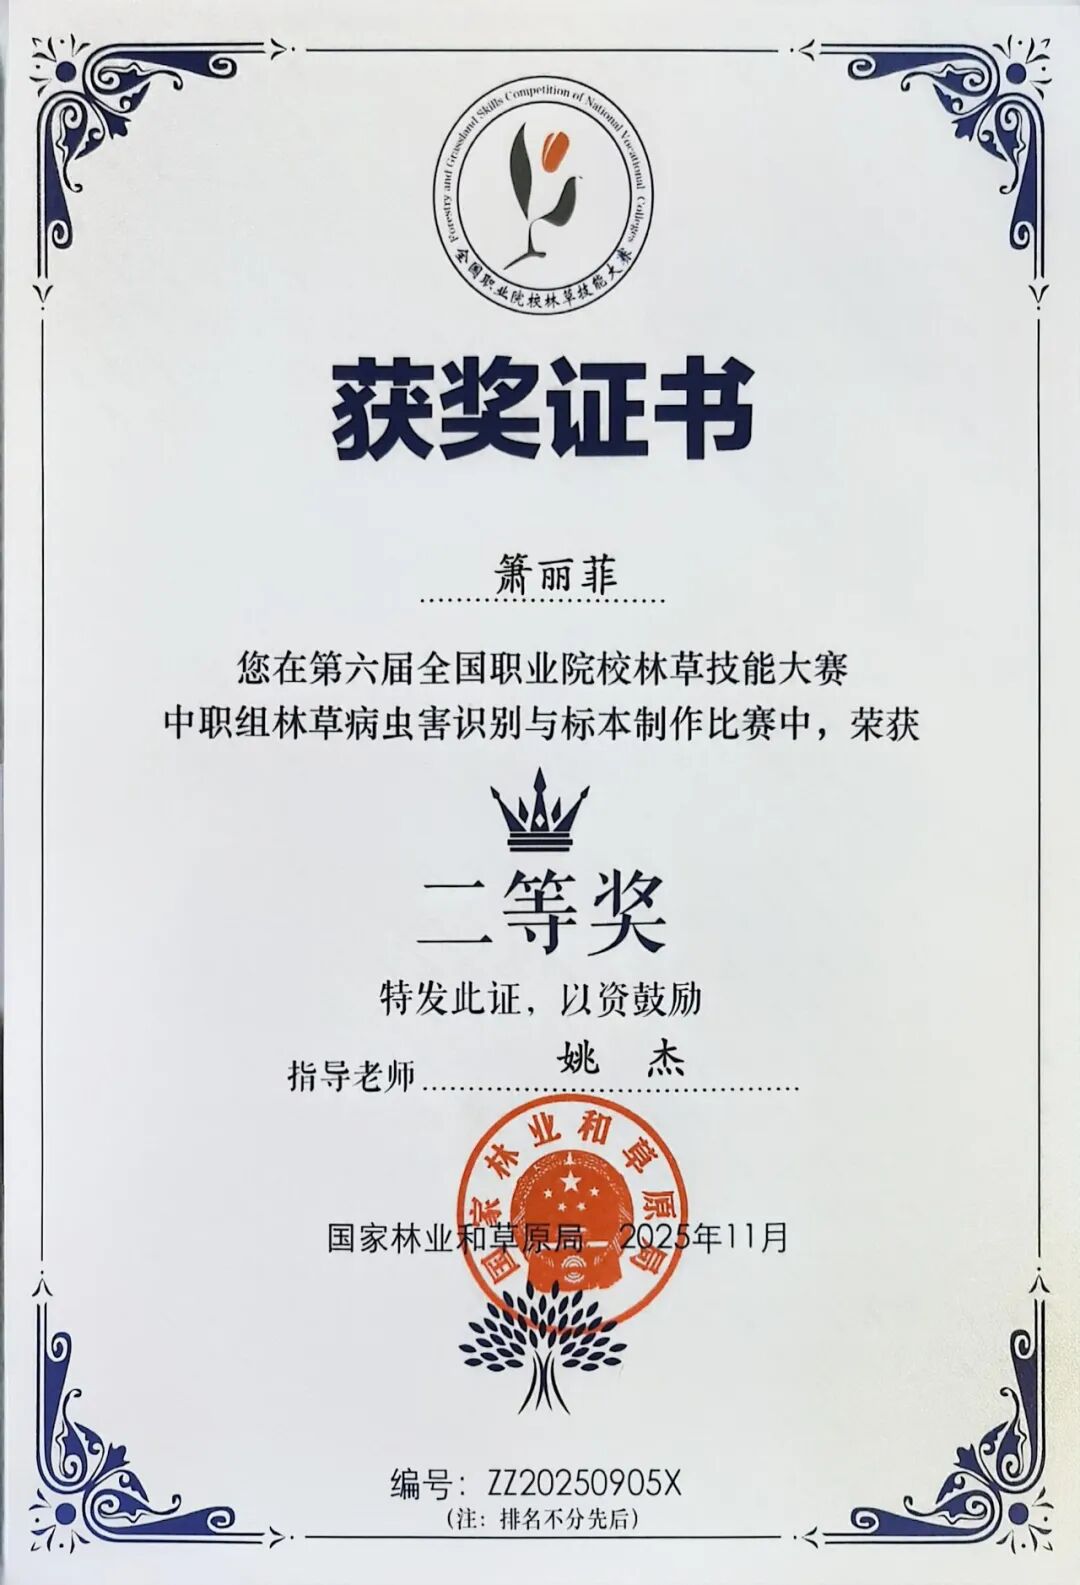 Forestry and Grassland Skills Competition of National Vocational Colleges
全国职业院校林草技能大赛
获奖证书
箫丽菲
您在第六届全国职业院校林草技能大赛
中职组林草病虫害识别与标本制作比赛中，荣获
二等奖
特发此证，以资鼓励
指导老师 姚 杰
国家林业和草原局
国家林业和草原局 2025年11月
编号：ZZ20250905X
（注：排名不分先后）